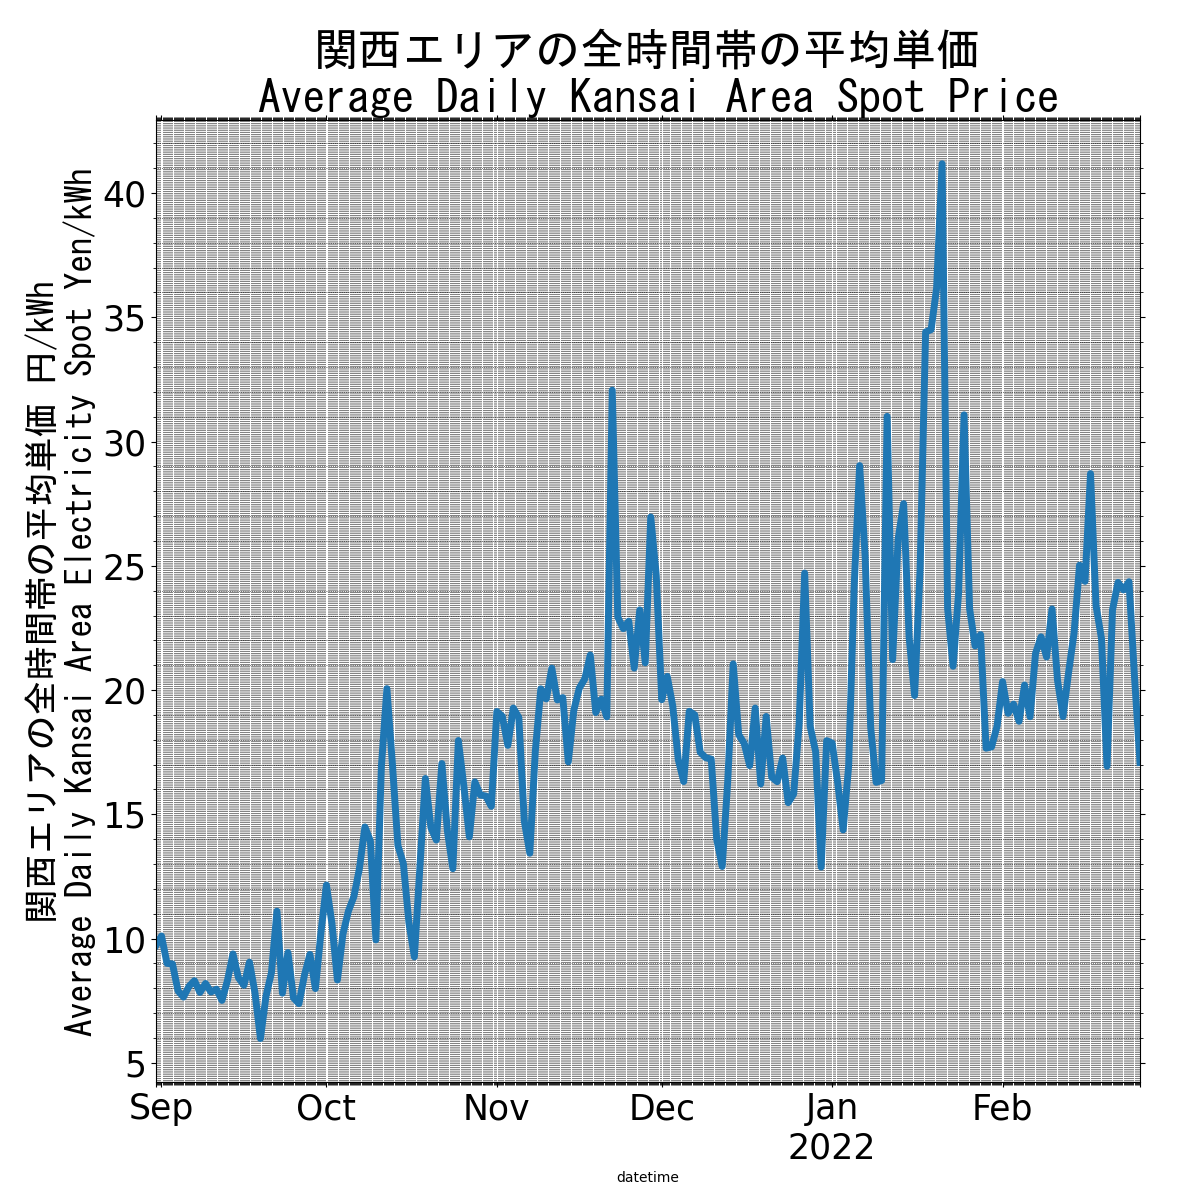 関西エリアの全時間帯の平均単価
Average Daily Kansai Area Spot Price
関西エリアの全時間帯の平均単価 円/kWh
Average Daily Kansai Area Electricity Spot Yen/kWh
40
35
30
25
20
15
10
5
Sep
Oct
Nov
Dec
Jan
2022
Feb
datetime